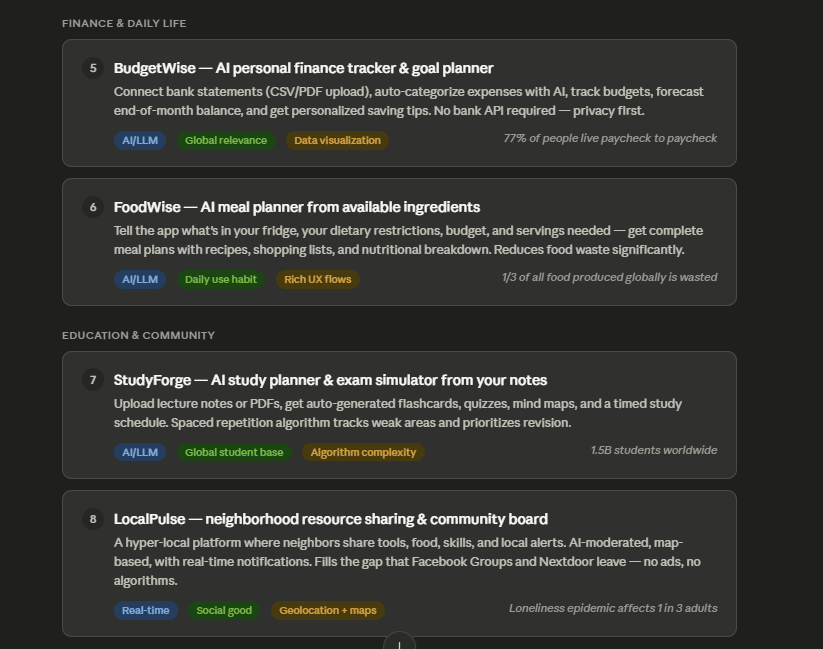 FINANCE & DAILY LIFE
5
BudgetWise — AI personal finance tracker & goal planner
Connect bank statements (CSV/PDF upload), auto-categorize expenses with AI, track budgets, forecast
end-of-month balance, and get personalized saving tips. No bank API required — privacy first.
AI/LLM Global relevance Data visualization 77% of people live paycheck to paycheck
6
FoodWise — AI meal planner from available ingredients
Tell the app what's in your fridge, your dietary restrictions, budget, and servings needed — get complete
meal plans with recipes, shopping lists, and nutritional breakdown. Reduces food waste significantly.
AI/LLM Daily use habit Rich UX flows 1/3 of all food produced globally is wasted
EDUCATION & COMMUNITY
7
StudyForge — AI study planner & exam simulator from your notes
Upload lecture notes or PDFs, get auto-generated flashcards, quizzes, mind maps, and a timed study
schedule. Spaced repetition algorithm tracks weak areas and prioritizes revision.
AI/LLM Global student base Algorithm complexity 1.5B students worldwide
8
LocalPulse — neighborhood resource sharing & community board
A hyper-local platform where neighbors share tools, food, skills, and local alerts. AI-moderated, map-
based, with real-time notifications. Fills the gap that Facebook Groups and Nextdoor leave — no ads, no
algorithms.
Real-time Social good Geolocation + maps Loneliness epidemic affects 1 in 3 adults